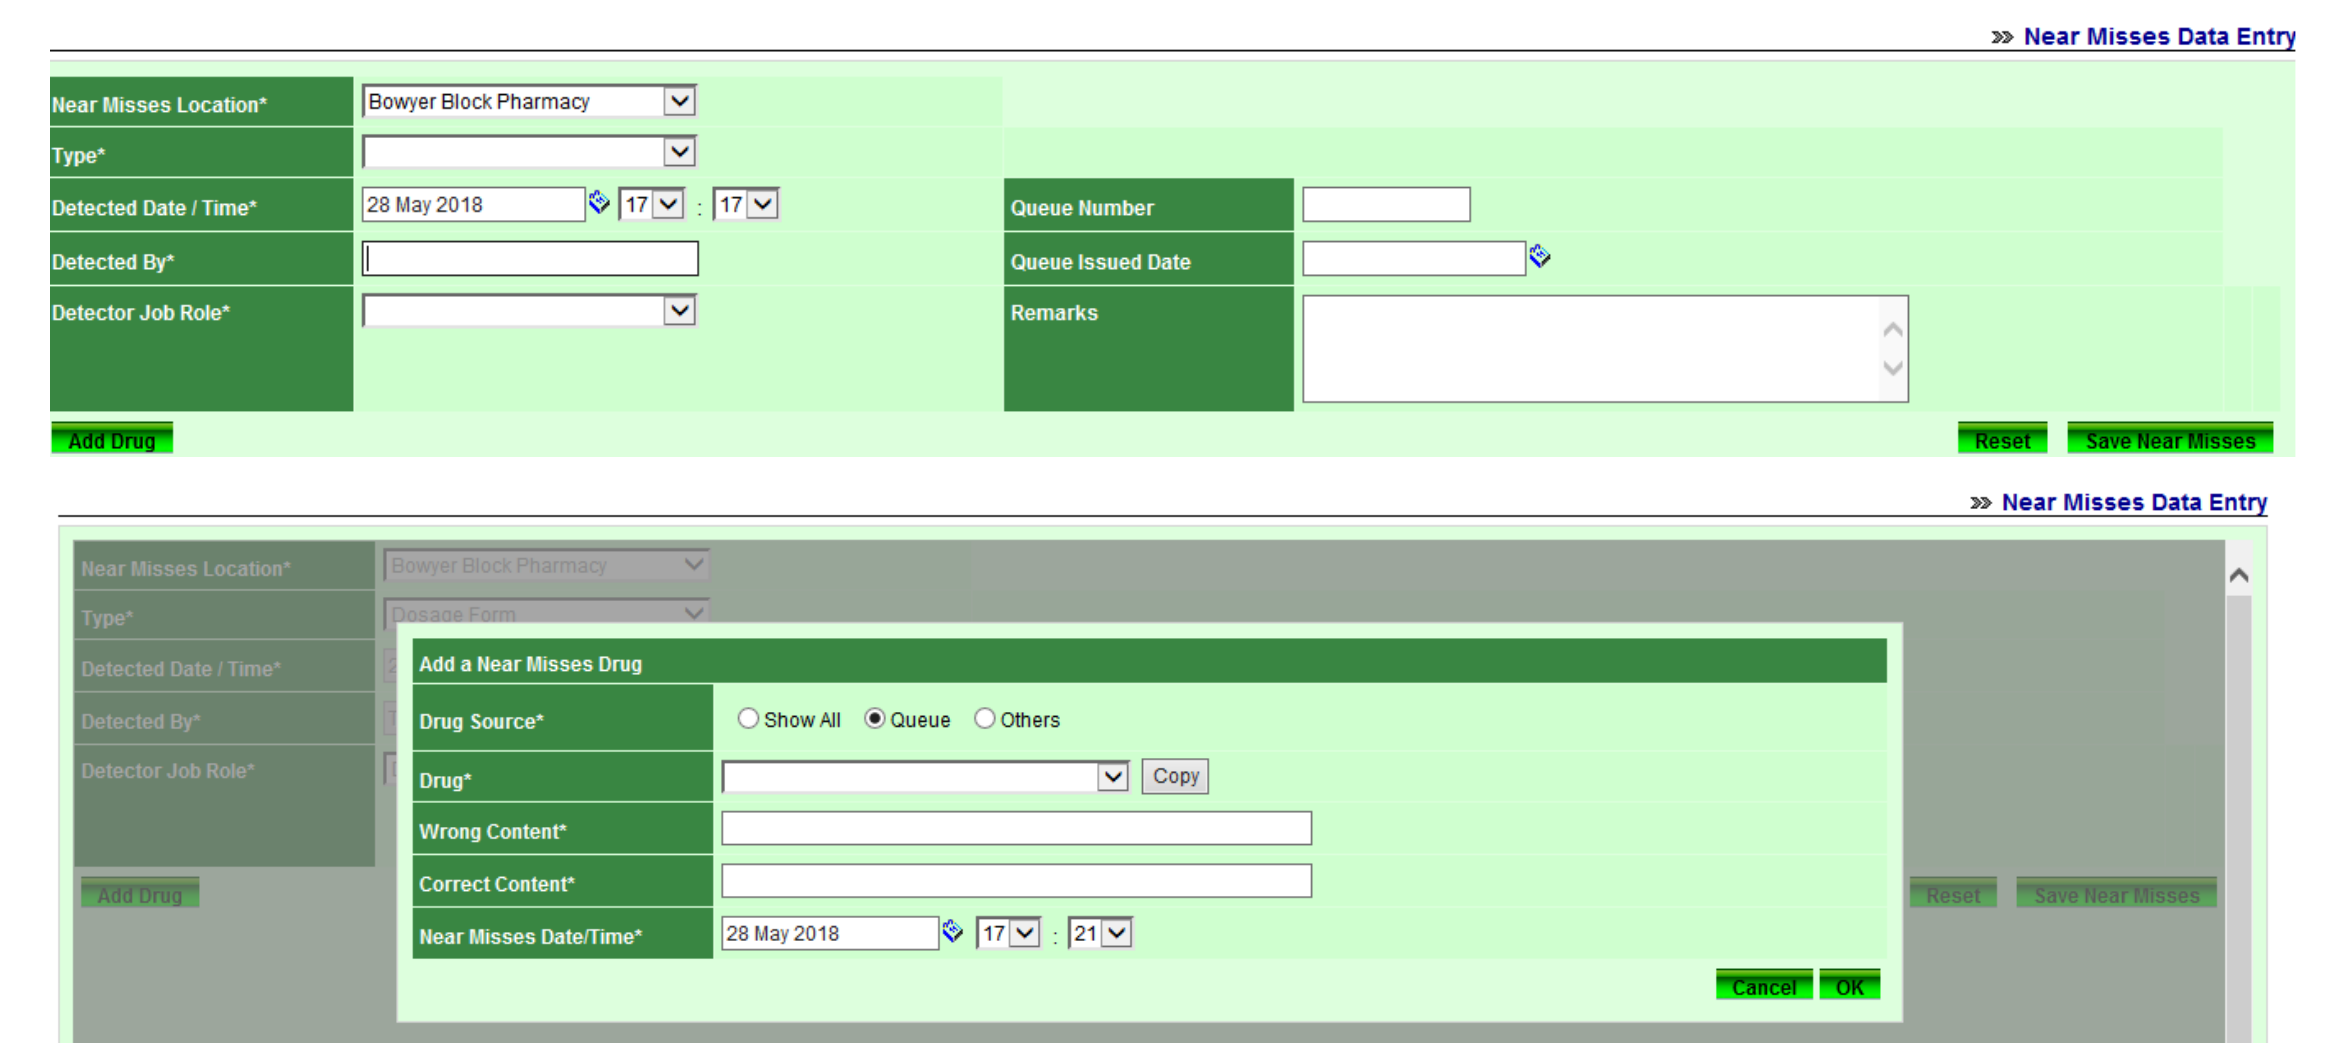 Near Misses Data Entry
Near Misses Location* Bowyer Block Pharmacy
Type*
Detected Date / Time* 28 May 2018 17 : 17 Queue Number
Detected By* Queue Issued Date
Detector Job Role* Remarks
Add Drug Reset Save Near Misses
Near Misses Data Entry
Near Misses Location* Bowyer Block Pharmacy
Type* Dosage Form
Detected Date / Time*
Detected By*
Detector Job Role*
Add Drug Reset Save Near Misses
Add a Near Misses Drug
Drug Source* Show All Queue Others
Drug* Copy
Wrong Content*
Correct Content*
Near Misses Date/Time* 28 May 2018 17 : 21
Cancel OK